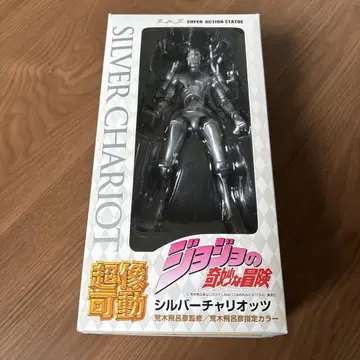 SUPER ACTION STATUE
SILVER CHARIOT
超像
可動
ジョジョの
奇妙な冒険
シルバーチャリオッツ
荒木飛呂彦監修/荒木飛呂彦指定カラー